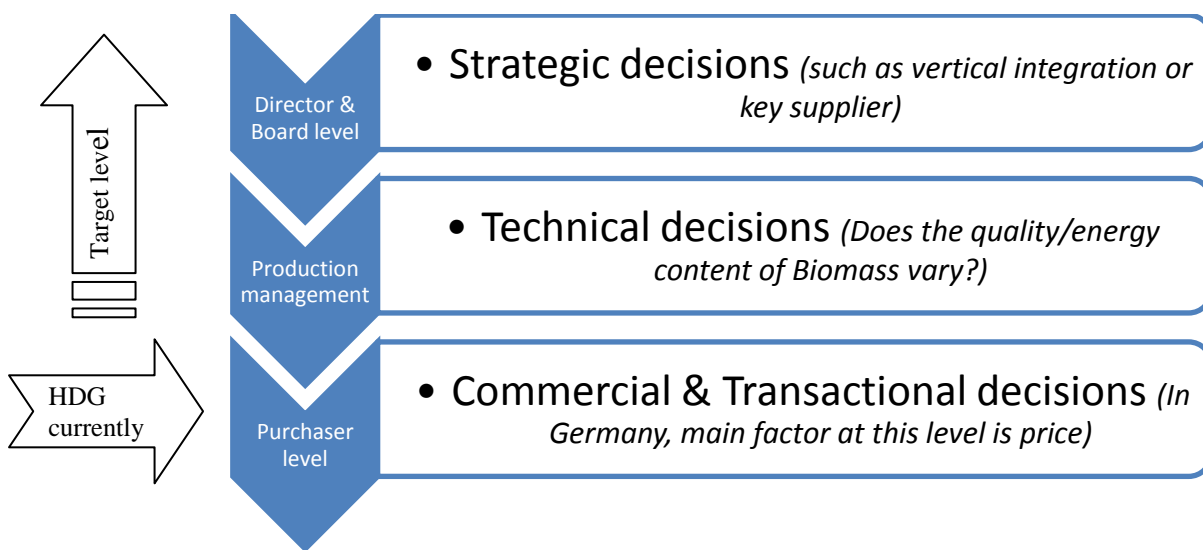 Target level
HDG
currently
Director &
Board level
• Strategic decisions (such as vertical integration or
key supplier)
Production
management
• Technical decisions (Does the quality/energy
content of Biomass vary?)
Purchaser
level
• Commercial & Transactional decisions (In
Germany, main factor at this level is price)